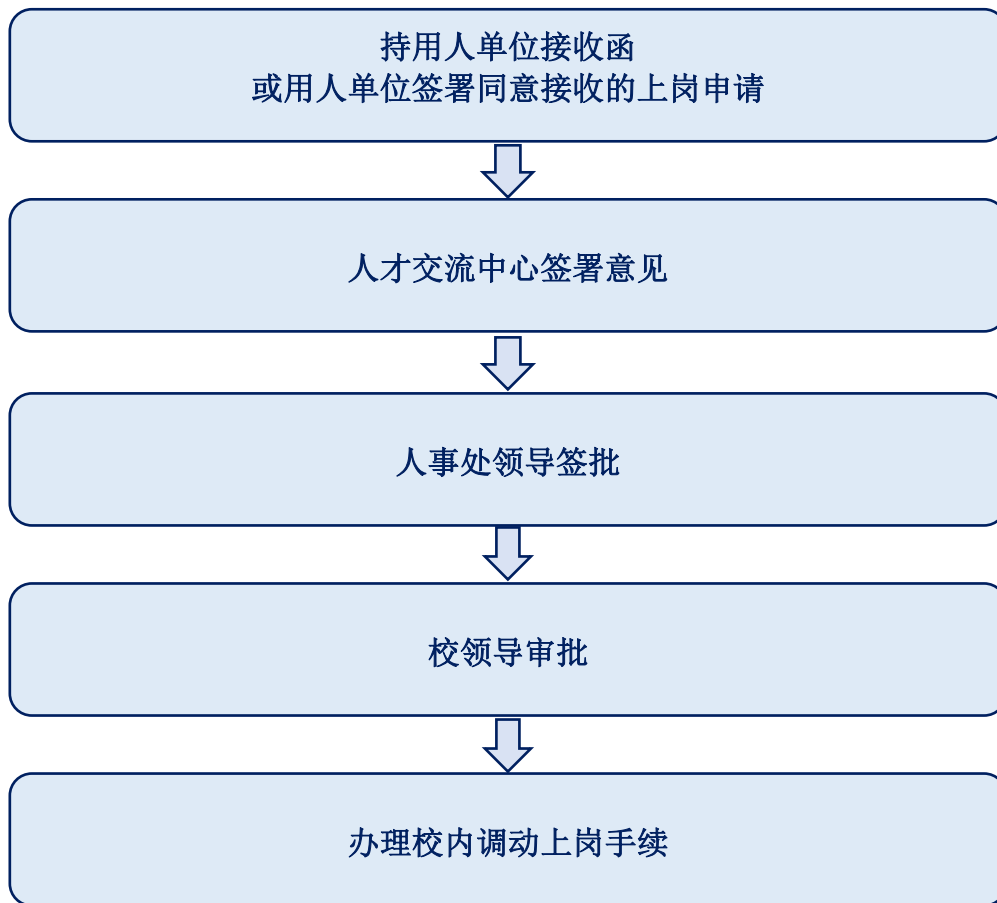 持用人单位接收函
或用人单位签署同意接收的上岗申请
人才交流中心签署意见
人事处领导签批
校领导审批
办理校内调动上岗手续